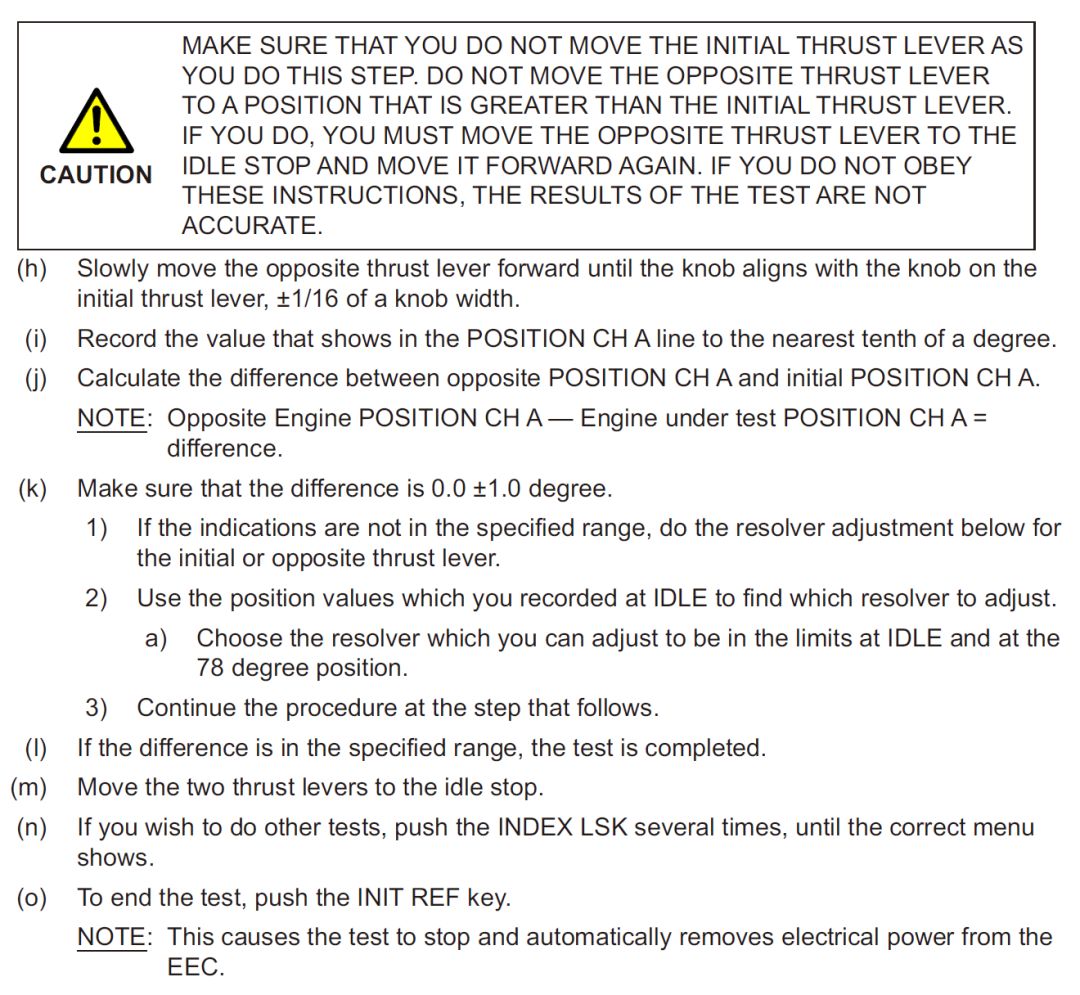 MAKE SURE THAT YOU DO NOT MOVE THE INITIAL THRUST LEVER AS
YOU DO THIS STEP. DO NOT MOVE THE OPPOSITE THRUST LEVER
TO A POSITION THAT IS GREATER THAN THE INITIAL THRUST LEVER.
IF YOU DO, YOU MUST MOVE THE OPPOSITE THRUST LEVER TO THE
IDLE STOP AND MOVE IT FORWARD AGAIN. IF YOU DO NOT OBEY
THESE INSTRUCTIONS, THE RESULTS OF THE TEST ARE NOT
ACCURATE.
CAUTION
(h) Slowly move the opposite thrust lever forward until the knob aligns with the knob on the
initial thrust lever, ±1/16 of a knob width.
(i) Record the value that shows in the POSITION CH A line to the nearest tenth of a degree.
(j) Calculate the difference between opposite POSITION CH A and initial POSITION CH A.
NOTE: Opposite Engine POSITION CH A — Engine under test POSITION CH A =
difference.
(k) Make sure that the difference is 0.0 ±1.0 degree.
1) If the indications are not in the specified range, do the resolver adjustment below for
the initial or opposite thrust lever.
2) Use the position values which you recorded at IDLE to find which resolver to adjust.
a) Choose the resolver which you can adjust to be in the limits at IDLE and at the
78 degree position.
3) Continue the procedure at the step that follows.
(l) If the difference is in the specified range, the test is completed.
(m) Move the two thrust levers to the idle stop.
(n) If you wish to do other tests, push the INDEX LSK several times, until the correct menu
shows.
(o) To end the test, push the INIT REF key.
NOTE: This causes the test to stop and automatically removes electrical power from the
EEC.